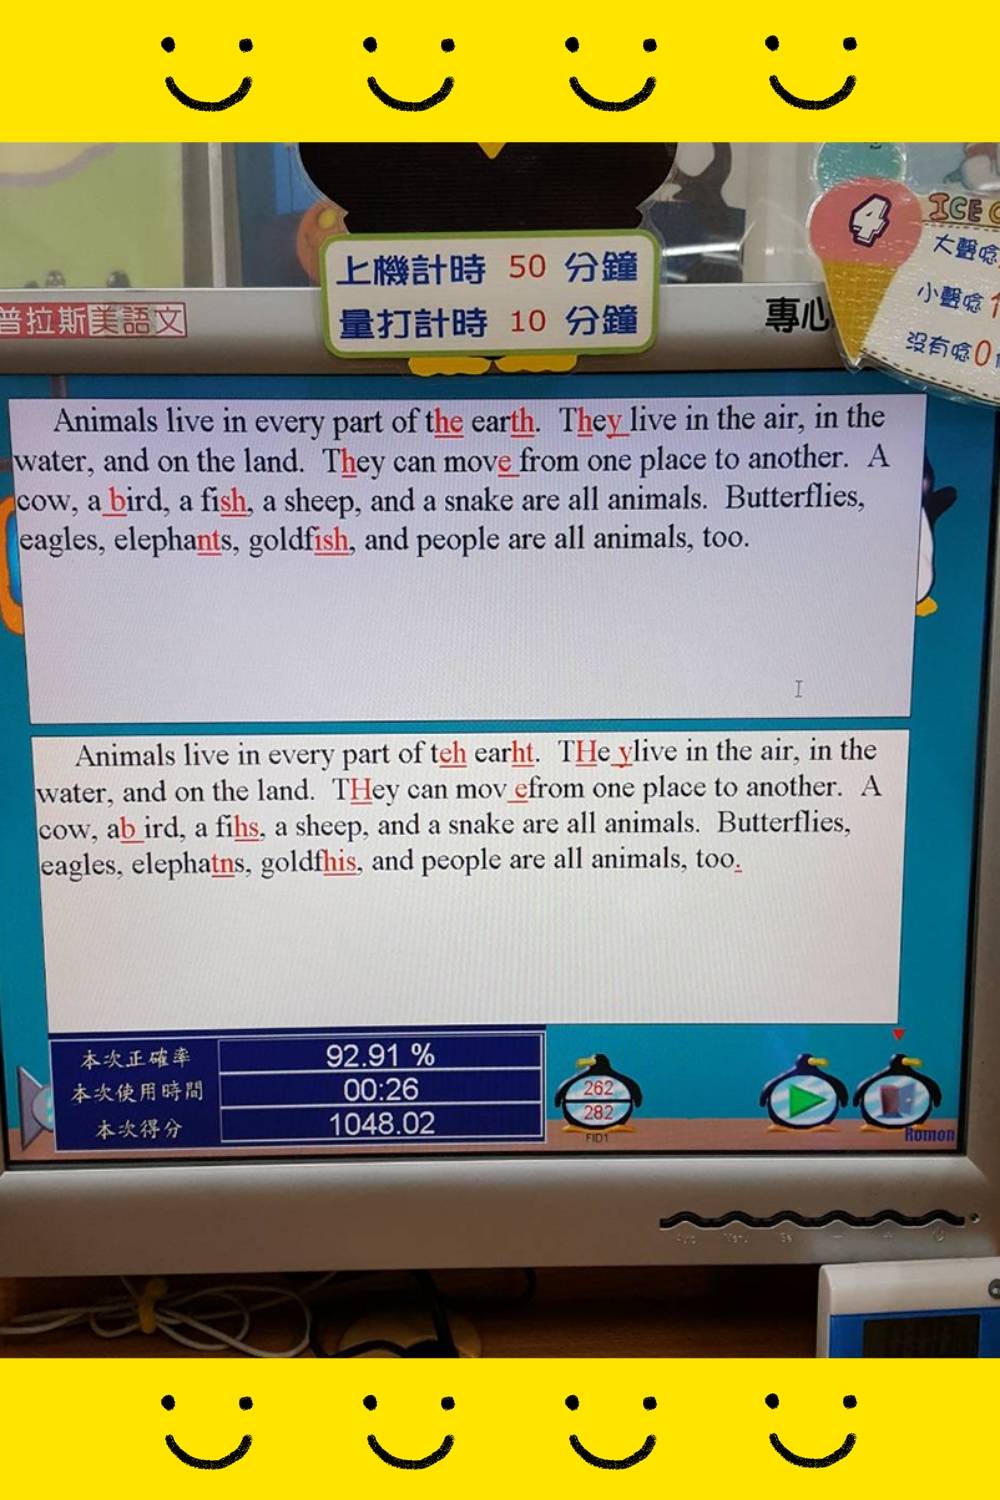 4
ICE
上機計時 50 分鐘
大聲唸
量打計時 10 分鐘
小聲唸 1
沒有唸 0
普拉斯美語文
專心
Animals live in every part of the earth. They live in the air, in the
water, and on the land. They can move from one place to another. A
cow, a bird, a fish, a sheep, and a snake are all animals. Butterflies,
eagles, elephants, goldfish, and people are all animals, too.
Animals live in every part of teh earht. THe ylive in the air, in the
water, and on the land. THey can mov efrom one place to another. A
cow, ab ird, a fihs, a sheep, and a snake are all animals. Butterflies,
eagles, elephatns, goldfhis, and people are all animals, too.
本次正確率 92.91 %
本次使用時間 00:26
本次得分 1048.02
262
282
FID1
Romon